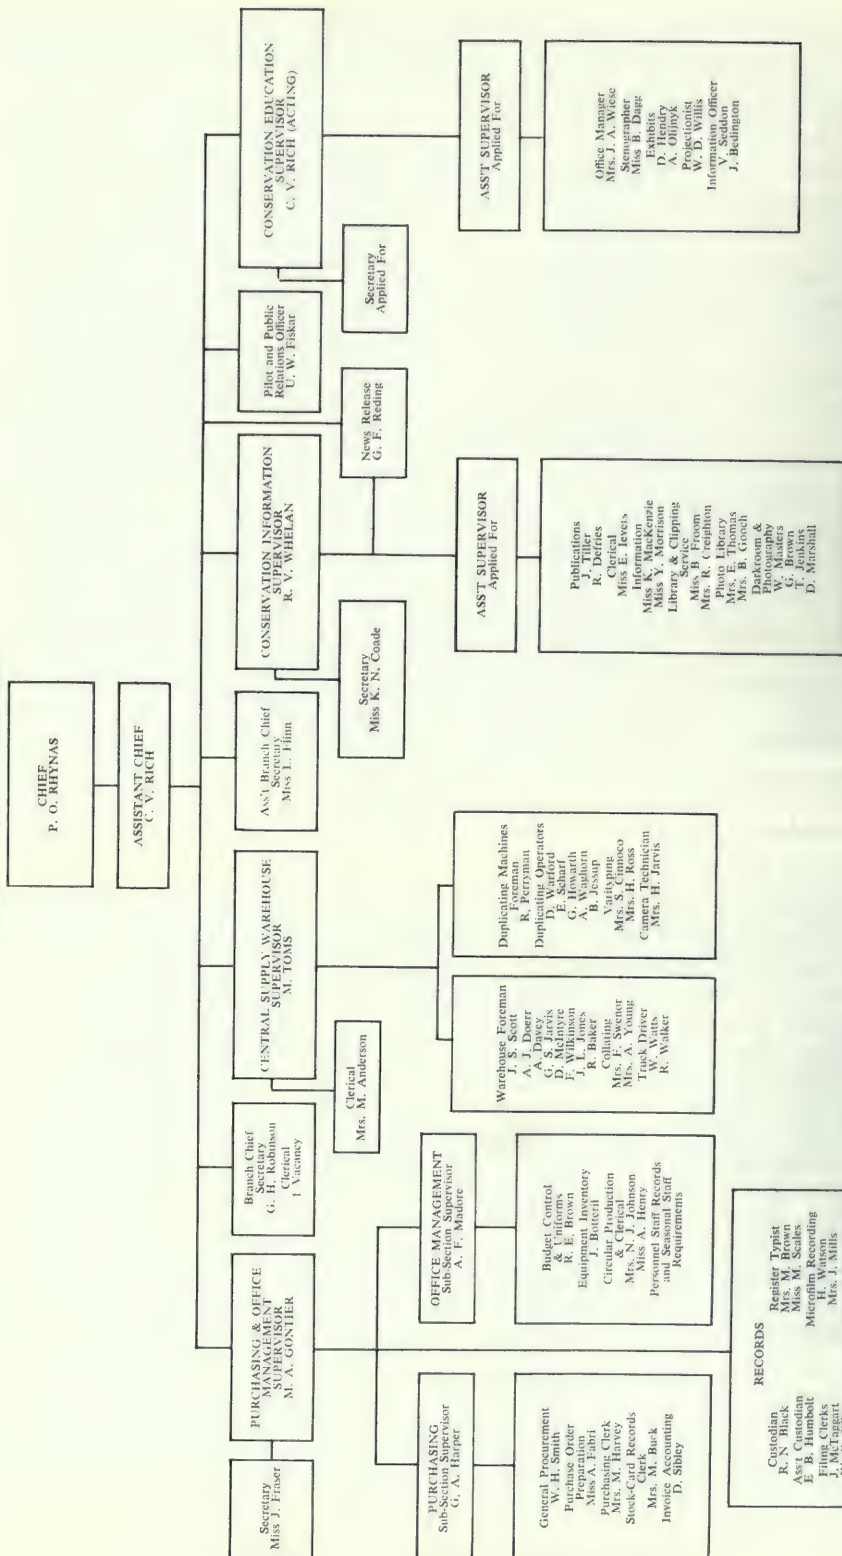 CHIEF
P. O. RHYNAS
ASSISTANT CHIEF
C. V. RICH
Secretary
Miss J. Fraser
PURCHASING & OFFICE
MANAGEMENT
SUPERVISOR
M. A. GONTIER
Branch Chief
Secretary
G. H. Robinson
Clerical
1 Vacancy
CENTRAL SUPPLY WAREHOUSE
SUPERVISOR
M. TOMS
Clerical
Mrs. M. Anderson
Ass't Branch Chief
Secretary
Miss L. Flinn
CONSERVATION INFORMATION
SUPERVISOR
R. V. WHELAN
Secretary
Miss K. N. Coade
News Release
G. F. Reding
Pilot and Public
Relations Officer
U. W. Fiskar
CONSERVATION EDUCATION
SUPERVISOR
C. V. RICH (ACTING)
Secretary
Applied For
PURCHASING
Sub-Section Supervisor
G. A. Harper
OFFICE MANAGEMENT
Sub-Section Supervisor
A. F. Madore
ASS'T SUPERVISOR
Applied For
ASS'T SUPERVISOR
Applied For
General Procurement
W. H. Smith
Purchase Order
Preparation
Miss A. Fabri
Purchasing Clerk
Mrs. M. Harvey
Stock-Card Records
Clerk
Mrs. M. Buck
Invoice Accounting
D. Sibley
Budget Control
& Uniforms
R. E. Brown
Equipment Inventory
J. Botteril
Circular Production
& Clerical
Mrs. N. J. Johnson
Miss A. Henry
Personnel Staff Records
and Seasonal Staff
Requirements
Warehouse Foreman
J. S. Scott
A. J. Doerr
A. Davey
G. S. Jarvis
D. McIntyre
F. Wilkinson
J. L. Jones
R. Baker
Collating
Mrs. F. Swenor
Mrs. A. Young
Truck Driver
W. Watts
R. Walker
Duplicating Machines
Foreman
R. Perryman
Duplicating Operators
D. Warford
E. Scharf
G. Howarth
A. Waghorn
B. Jessup
Varityping
Mrs. S. Cinnoco
Mrs. H. Ross
Camera Technician
Mrs. H. Jarvis
Publications
J. Tiller
R. Defries
Clerical
Miss E. Ievers
Information
Miss K. MacKenzie
Miss Y. Morrison
Library & Clipping
Service
Miss B. Froom
Mrs. R. Creighton
Photo Library
Mrs. E. Thomas
Mrs. B. Gooch
Darkroom &
Photography
W. Masters
G. Brown
T. Jenkins
D. Marshall
Office Manager
Mrs. J. A. Wiese
Stenographer
Miss B. Dagg
Exhibits
D. Hendry
A. Olijnyk
Projectionist
W. D. Willis
Information Officer
V. Seddon
J. Bedington
RECORDS
Custodian
R. N. Black
Ass't Custodian
E. B. Humbolt
Filing Clerks
J. McTaggart
Register Typist
Mrs. M. Brown
Miss M. Scales
Microfilm Recording
H. Watson
Mrs. J. Mills